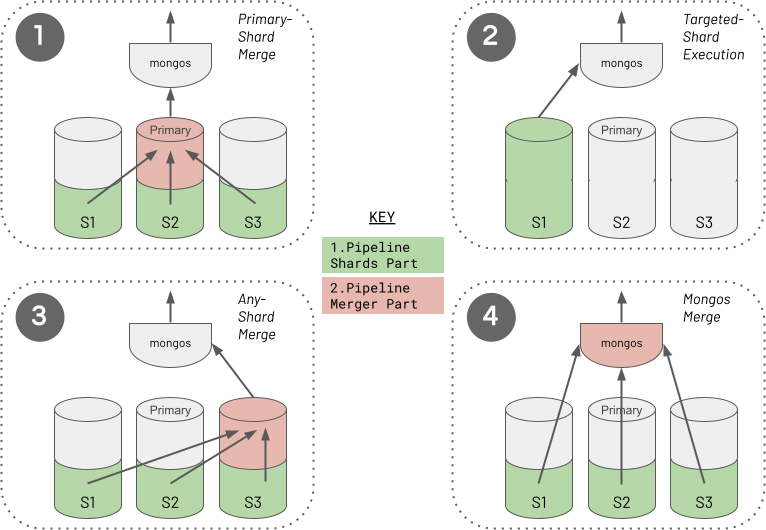 1
Primary-
Shard
Merge
mongos
Primary
S1
S2
S3
2
Targeted-
Shard
Execution
mongos
Primary
S1
S2
S3
KEY
1.Pipeline
Shards Part
2.Pipeline
Merger Part
3
Any-
Shard
Merge
mongos
Primary
S1
S2
S3
4
Mongos
Merge
mongos
Primary
S1
S2
S3